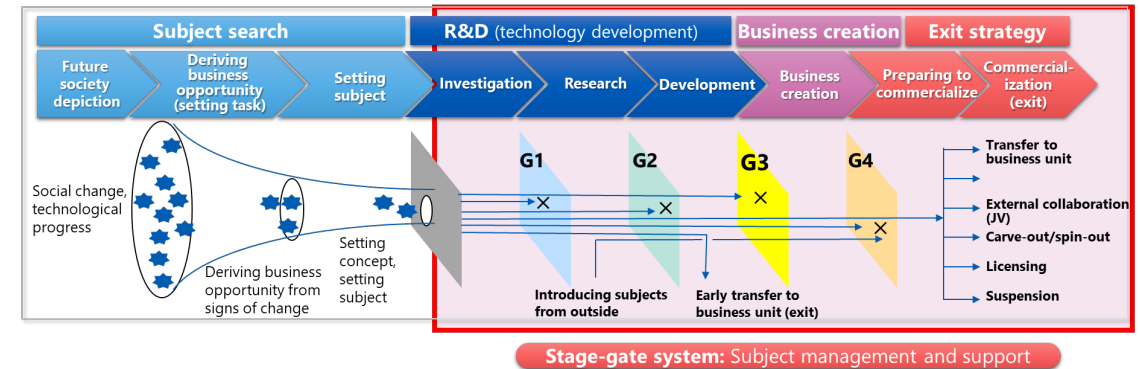 Subject search
R&D (technology development)
Business creation
Exit strategy
Future
society
depiction
Deriving
business
opportunity
(setting task)
Setting
subject
Investigation
Research
Development
Business
creation
Preparing to
commercialize
Commercial-
ization
(exit)
G1
G2
G3
G4
Social change,
technological
progress
Deriving business
opportunity from
signs of change
Setting
concept,
setting
subject
Introducing subjects
from outside
Early transfer to
business unit (exit)
Transfer to
business unit
External collaboration
(JV)
Carve-out/spin-out
Licensing
Suspension
Stage-gate system: Subject management and support